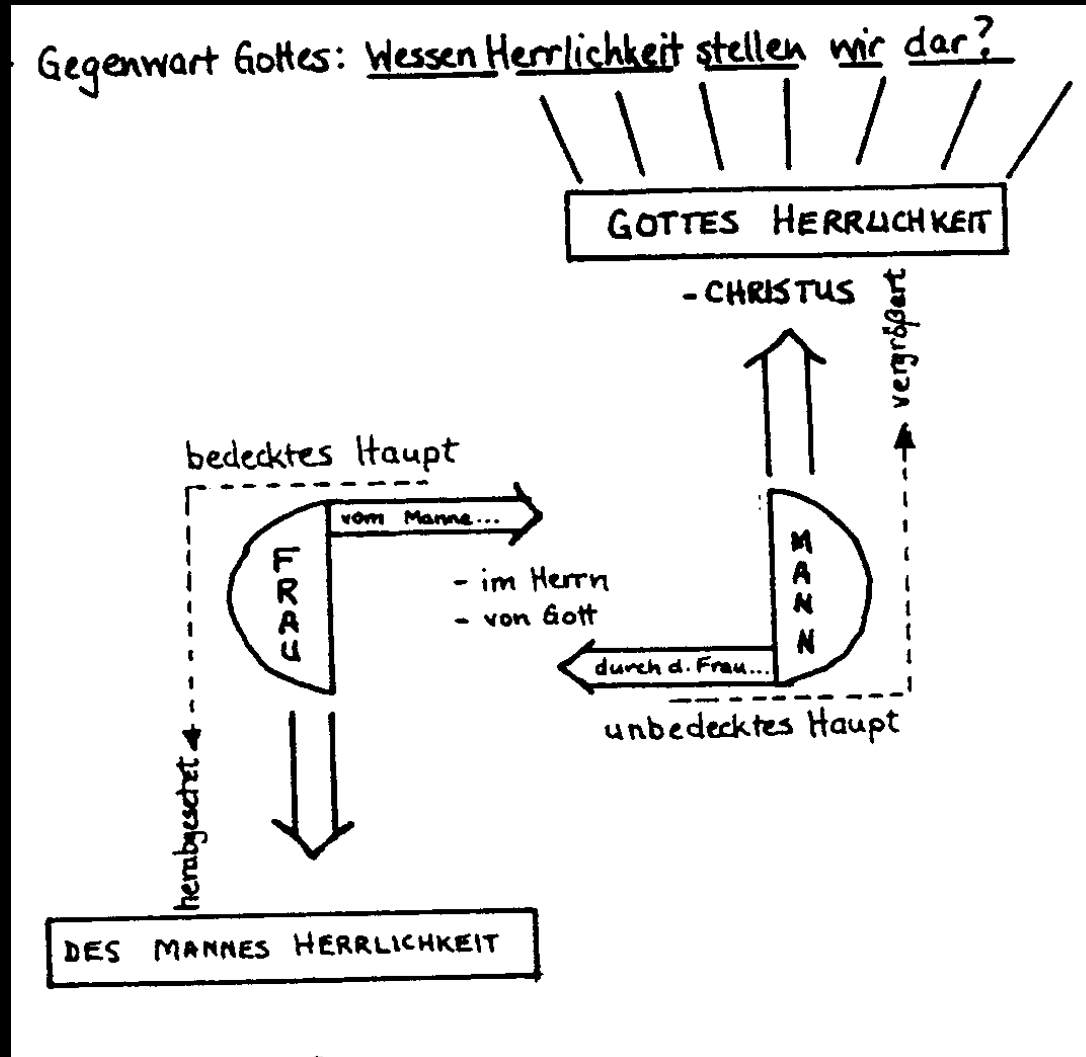 Gegenwart Gottes: Wessen Herrlichkeit stellen wir dar?
GOTTES HERRLICHKEIT
- CHRISTUS
vergrößert
bedecktes Haupt
vom Manne...
FRAU
- im Herrn
- von Gott
MANN
durch d. Frau...
unbedecktes Haupt
herabgesetzt
DES MANNES HERRLICHKEIT